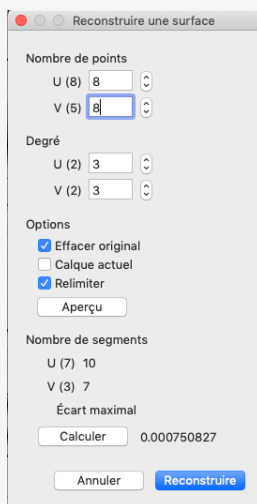 Reconstruire une surface
Nombre de points
U (8) 8
V (5) 8
Degré
U (2) 3
V (2) 3
Options
Effacer original
Calque actuel
Relimiter
Aperçu
Nombre de segments
U (7) 10
V (3) 7
Écart maximal
Calculer 0.000750827
Annuler Reconstruire